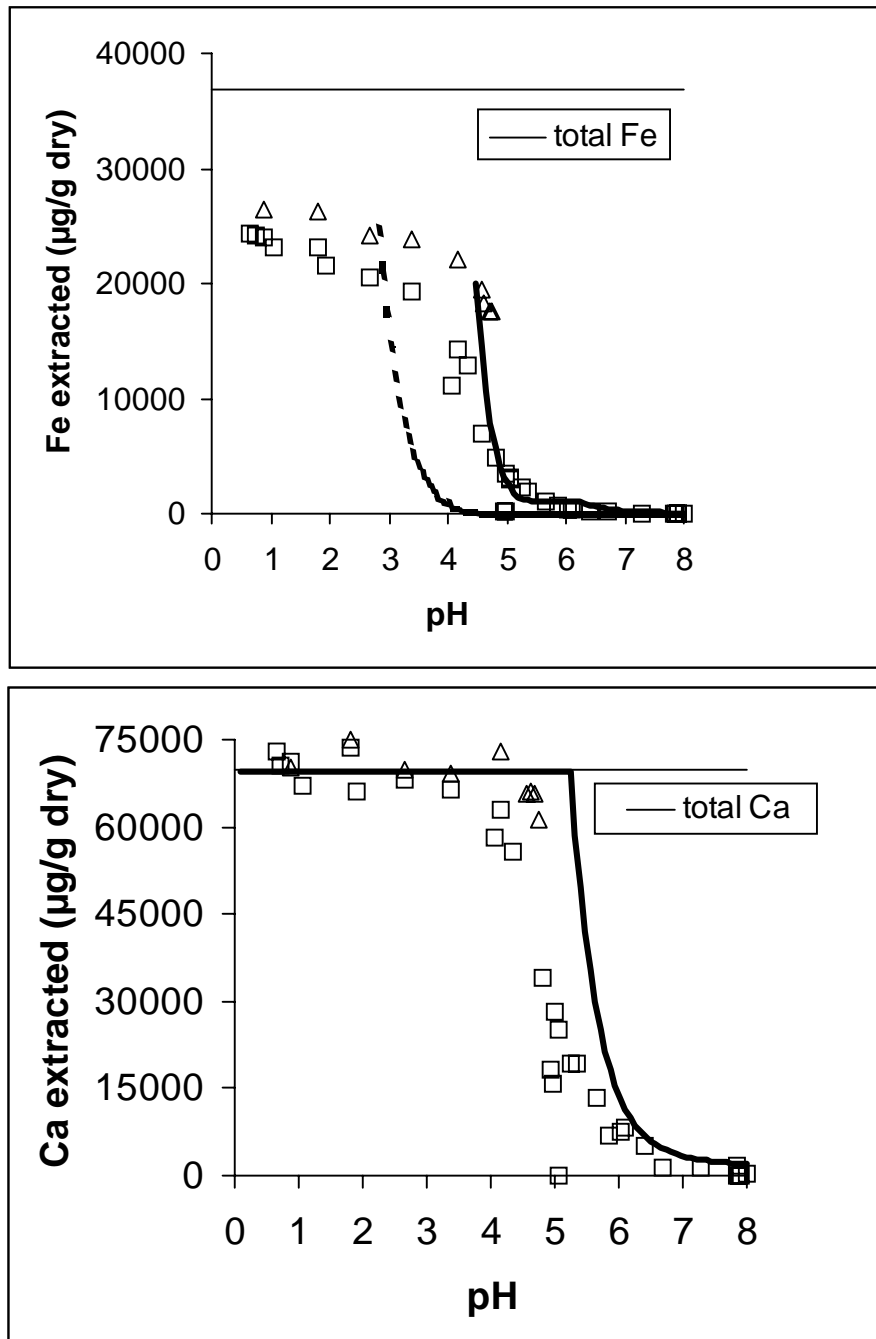 40000
30000
20000
10000
0
Fe extracted (µg/g dry)
total Fe
0 1 2 3 4 5 6 7 8
pH
75000
60000
45000
30000
15000
0
Ca extracted (µg/g dry)
total Ca
0 1 2 3 4 5 6 7 8
pH